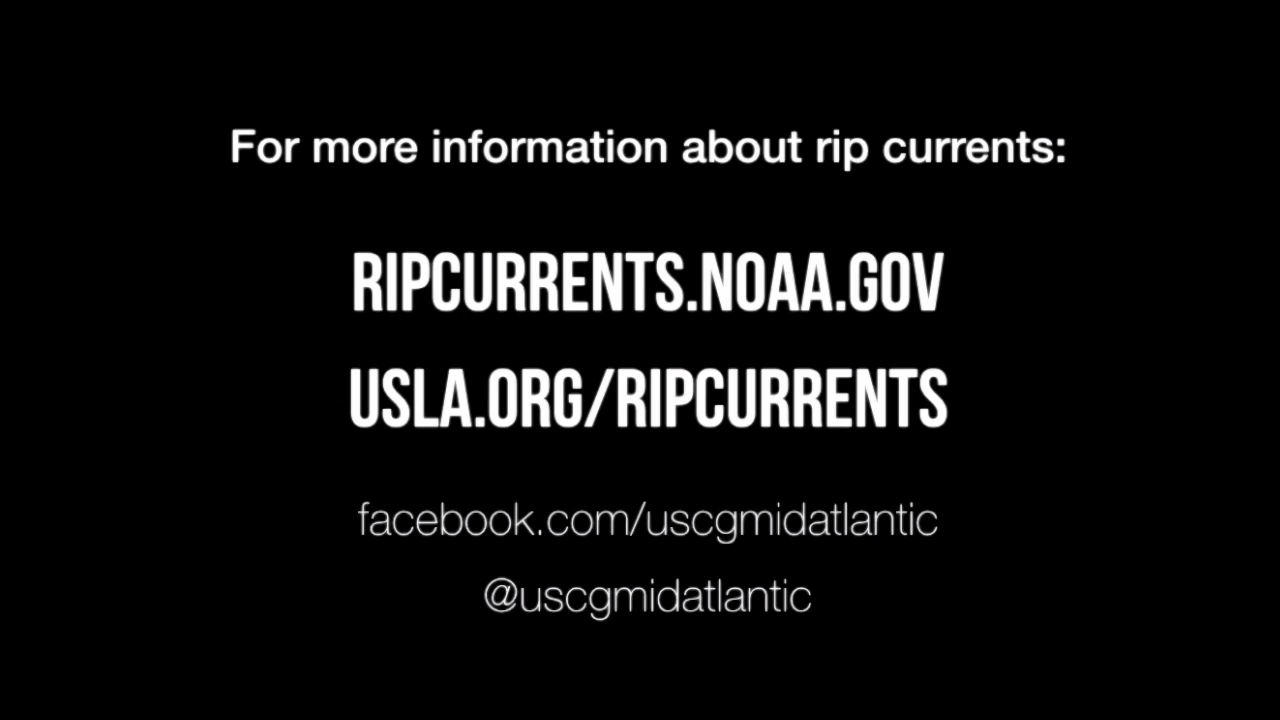 For more information about rip currents:
RIPCURRENTS.NOAA.GOV
USLA.ORG/RIPCURRENTS
facebook.com/uscgmidatlantic
@uscgmidatlantic